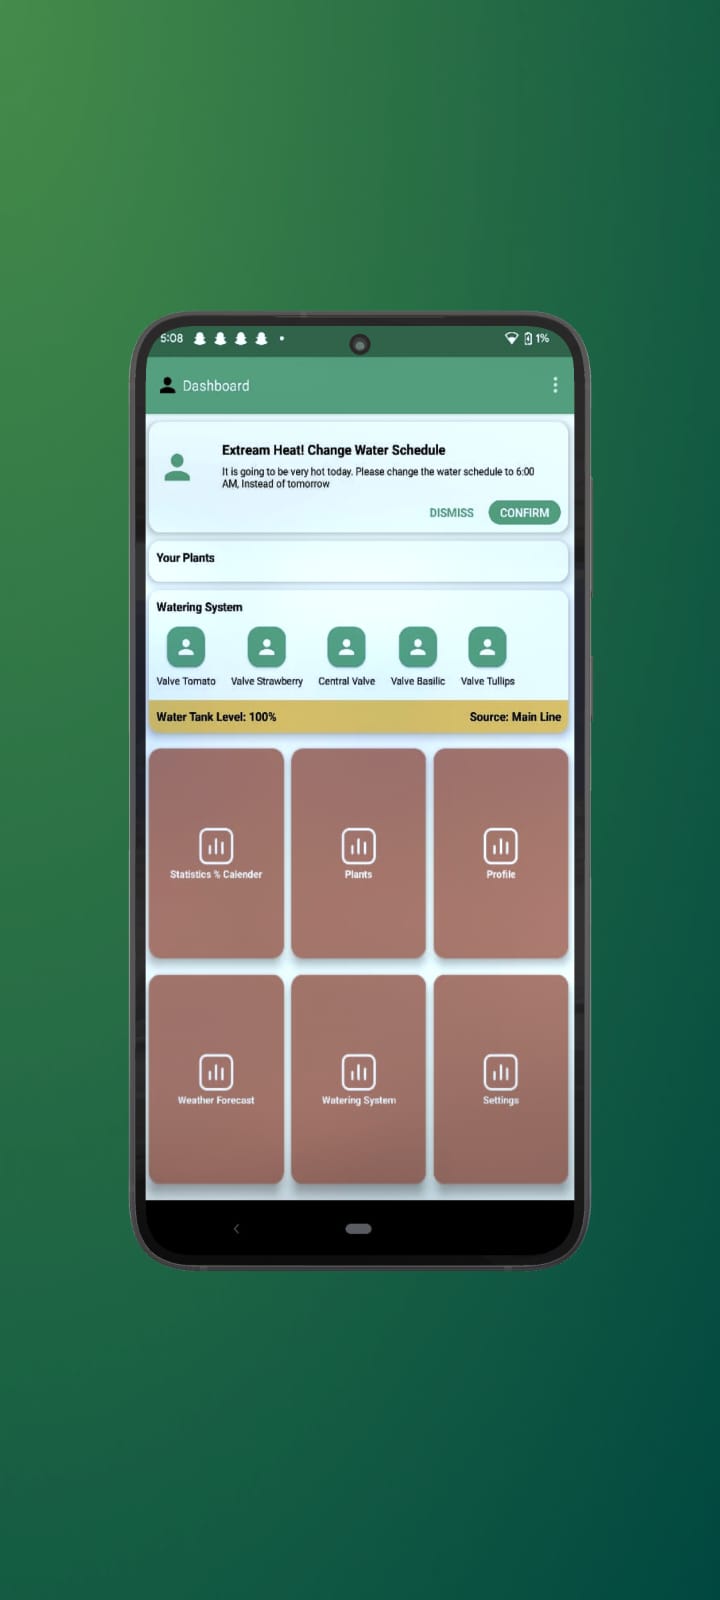 5:08
1%
Dashboard
Extream Heat! Change Water Schedule
It is going to be very hot today. Please change the water schedule to 6:00
AM, Instead of tomorrow
DISMISS CONFIRM
Your Plants
Watering System
Valve Tomato Valve Strawberry Central Valve Valve Basilic Valve Tullips
Water Tank Level: 100% Source: Main Line
Statistics % Calender Plants Profile
Weather Forecast Watering System Settings